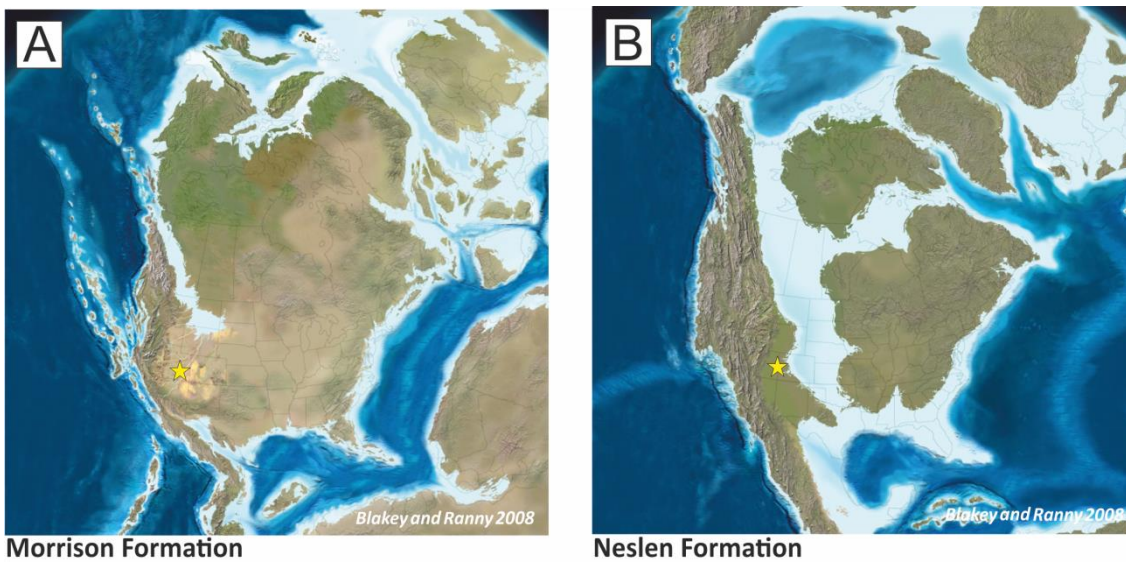 A
B
Blakey and Ranny 2008
Blakey and Ranny 2008
Morrison Formation
Neslen Formation